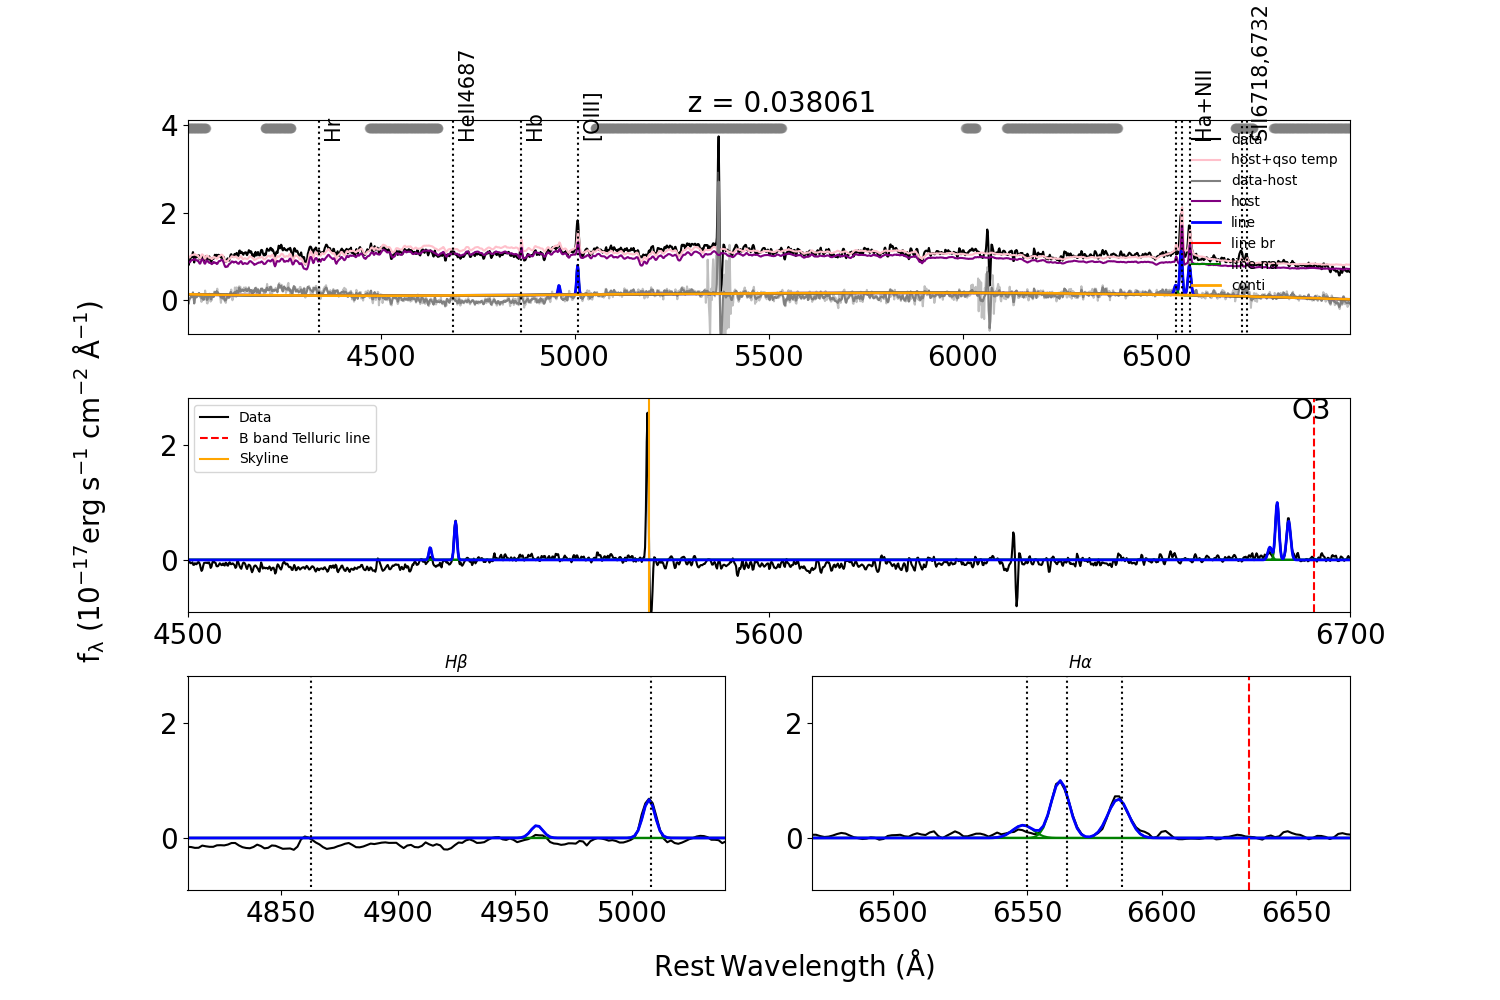 z = 0.038061
Hr
HeII4687
Hb
[OIII]
Ha+NII
SII6718,6732
data
host+qso temp
data-host
host
line
line br
conti
4
2
0
4500
5000
5500
6000
6500
f_λ (10^{-17} erg s^{-1} cm^{-2} Å^{-1})
Data
B band Telluric line
Skyline
O3
2
0
4500
5600
6700
Hβ
2
0
4850
4900
4950
5000
Hα
2
0
6500
6550
6600
6650
Rest Wavelength (Å)